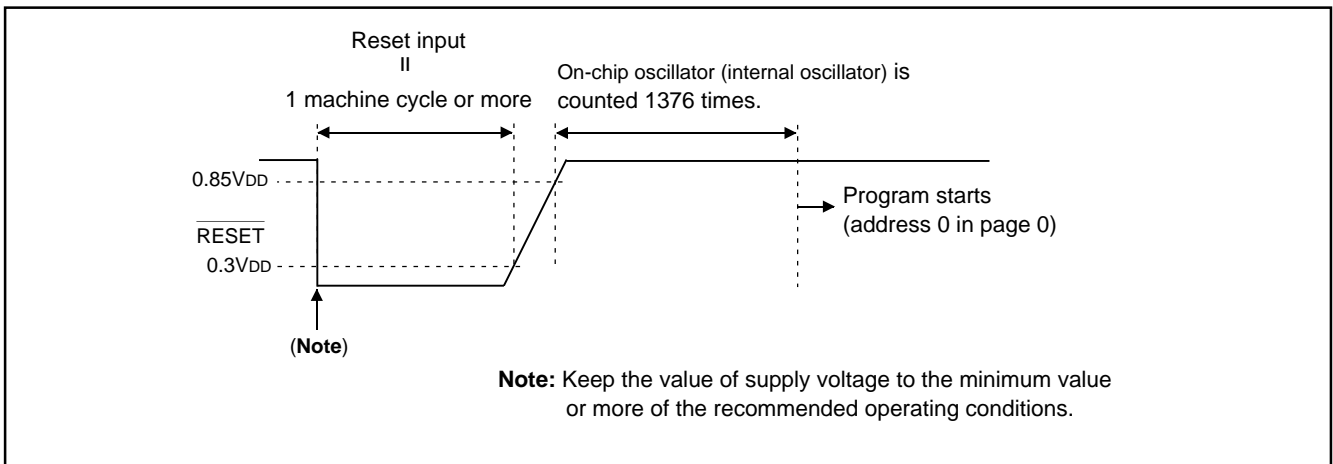 Reset input
=
1 machine cycle or more
On-chip oscillator (internal oscillator) is
counted 1376 times.
0.85VDD
RESET
0.3VDD
Program starts
(address 0 in page 0)
(Note)
Note: Keep the value of supply voltage to the minimum value
or more of the recommended operating conditions.